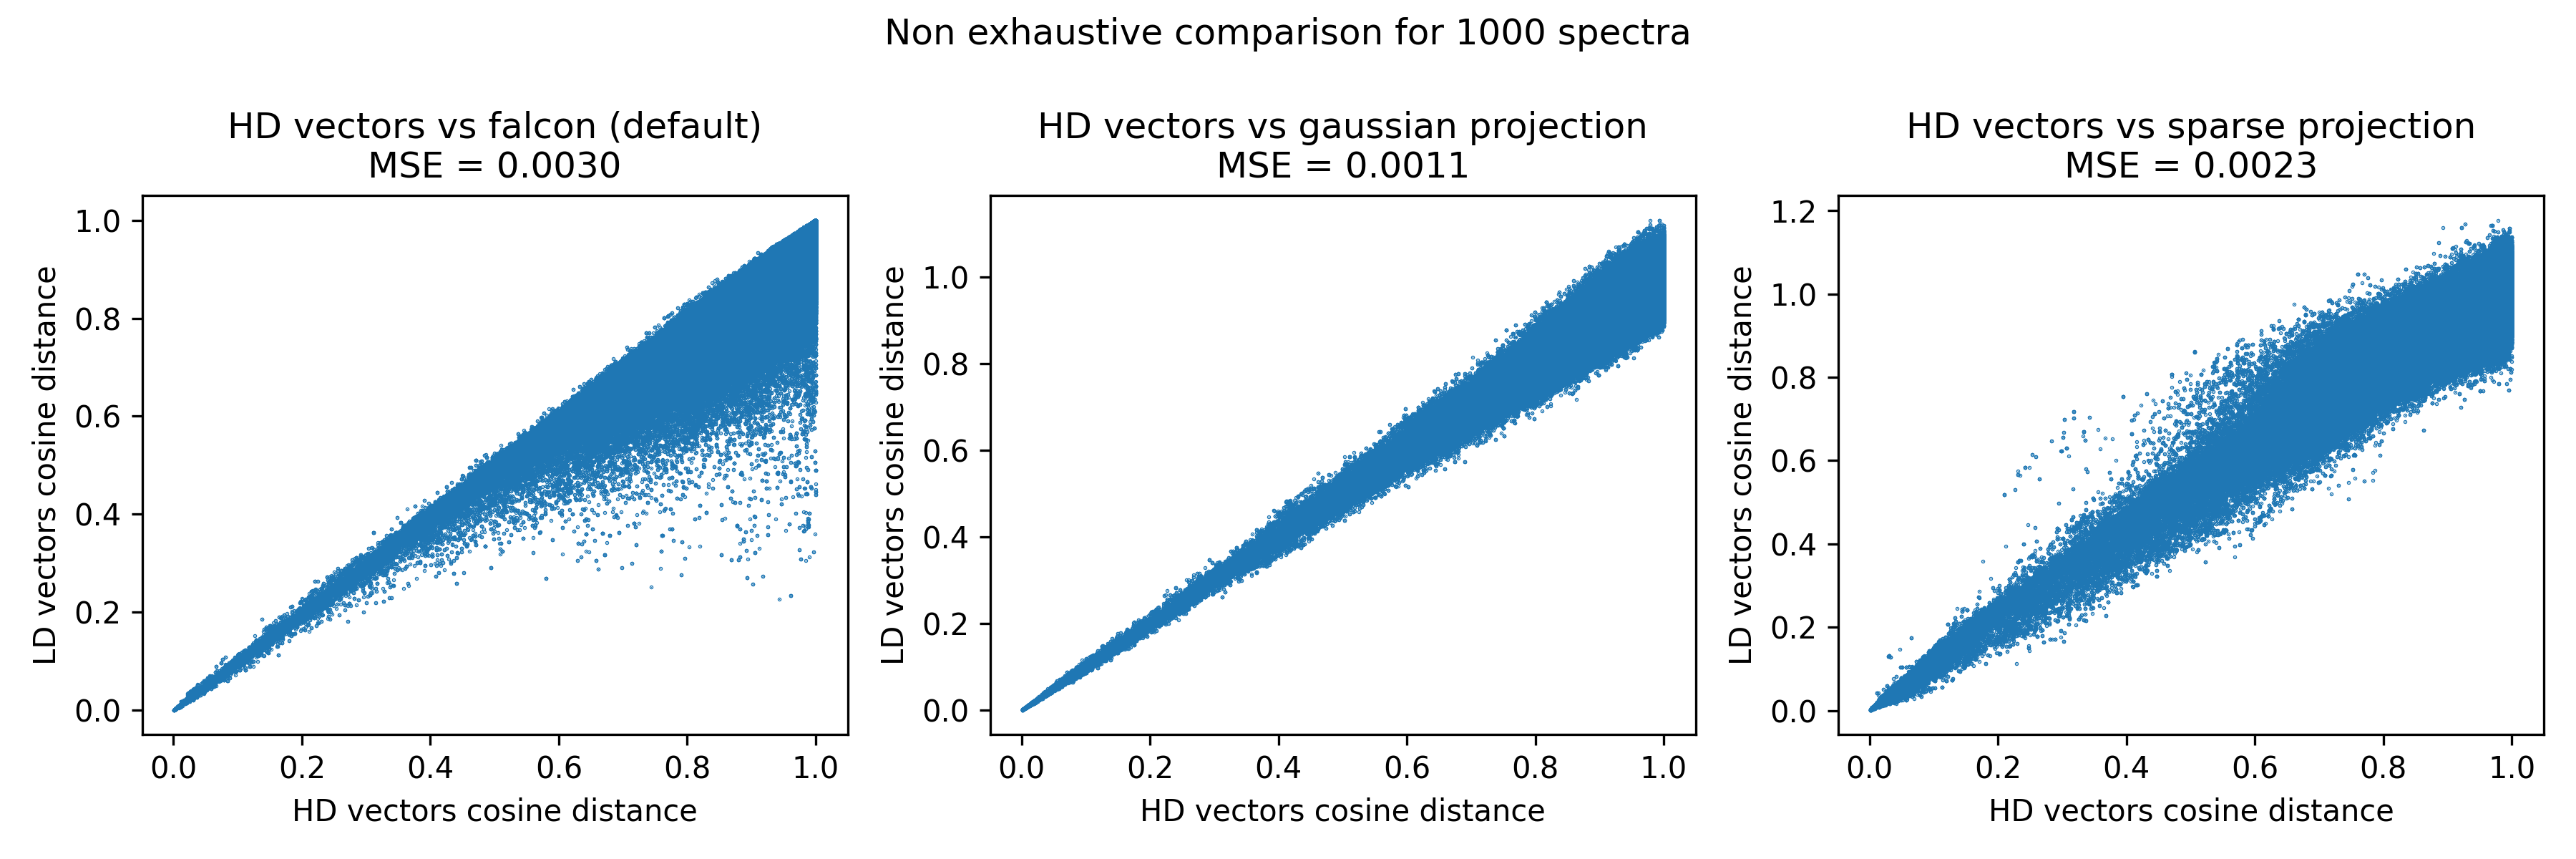 Non exhaustive comparison for 1000 spectra
HD vectors vs falcon (default)
MSE = 0.0030
1.0
0.8
0.6
0.4
0.2
0.0
LD vectors cosine distance
0.0 0.2 0.4 0.6 0.8 1.0
HD vectors cosine distance
HD vectors vs gaussian projection
MSE = 0.0011
1.0
0.8
0.6
0.4
0.2
0.0
LD vectors cosine distance
0.0 0.2 0.4 0.6 0.8 1.0
HD vectors cosine distance
HD vectors vs sparse projection
MSE = 0.0023
1.2
1.0
0.8
0.6
0.4
0.2
0.0
LD vectors cosine distance
0.0 0.2 0.4 0.6 0.8 1.0
HD vectors cosine distance